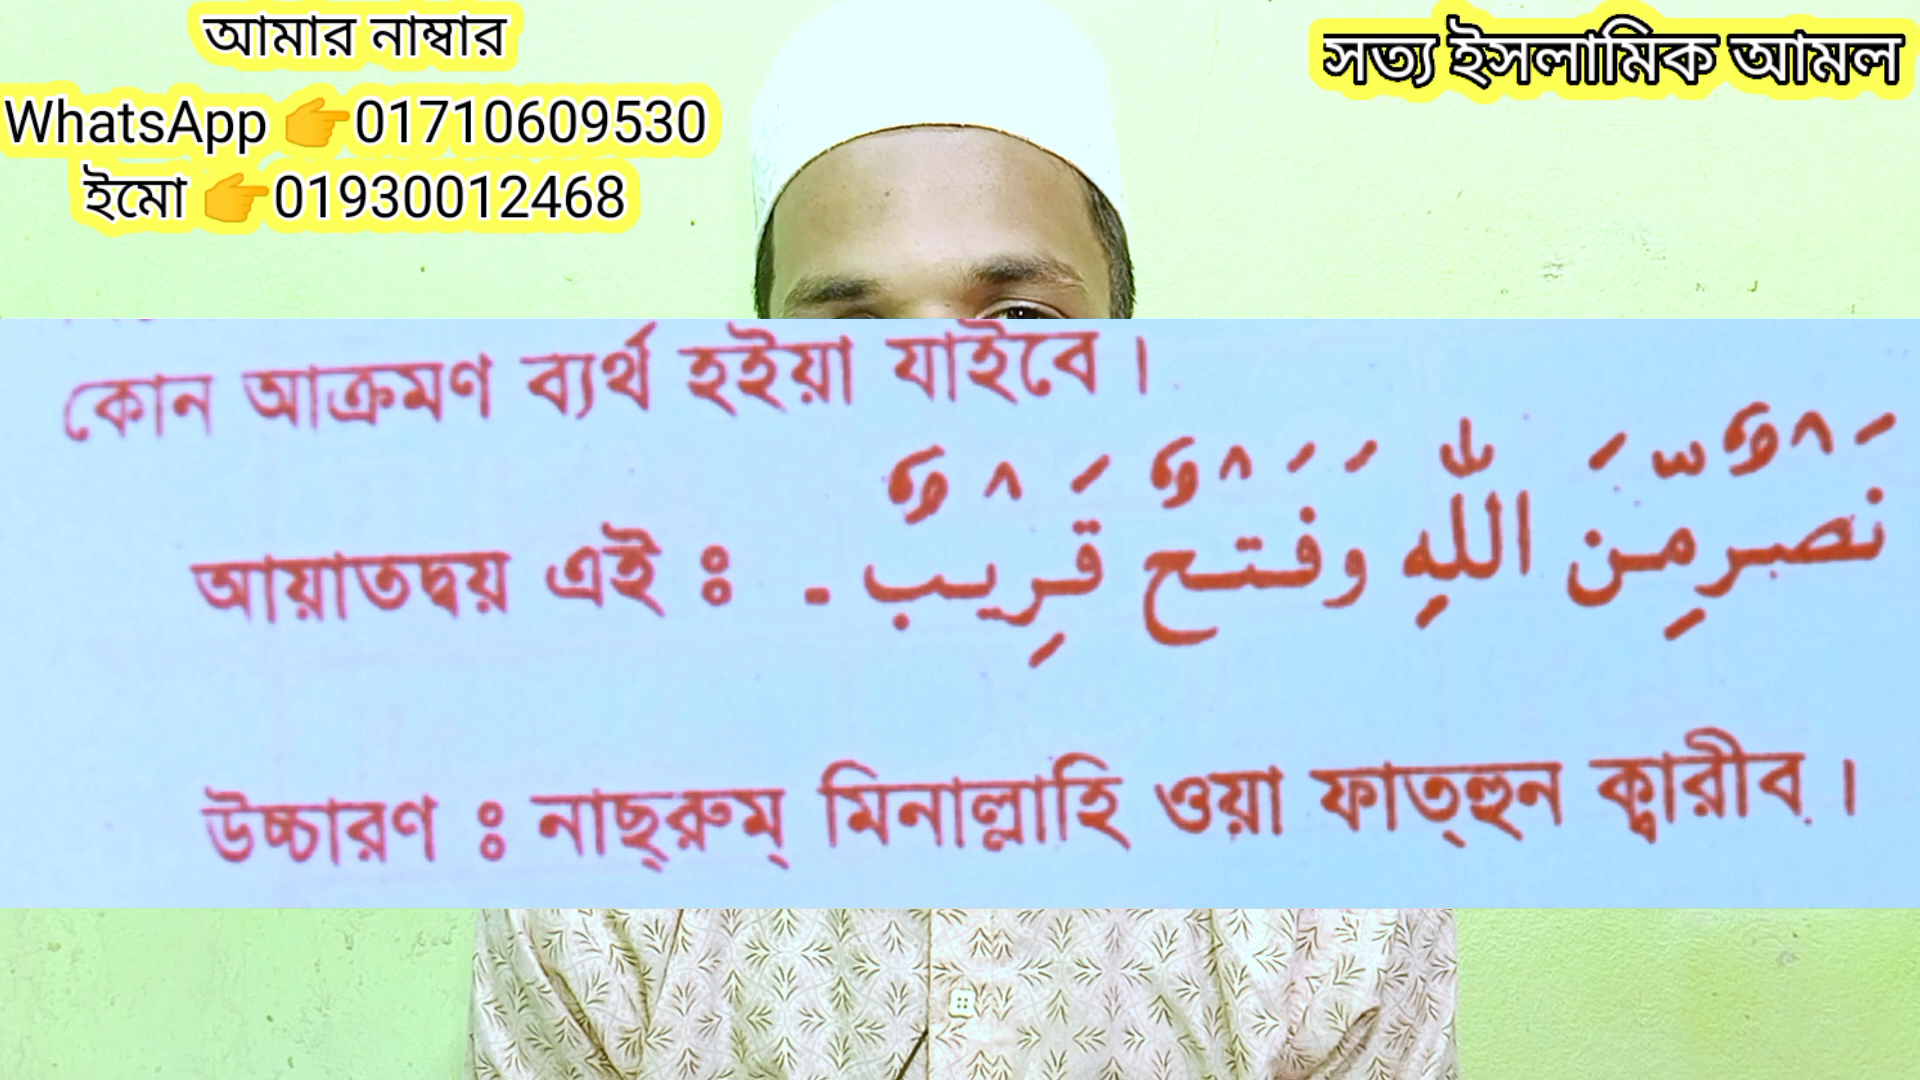 আমার নাম্বার
WhatsApp 👉01710609530
ইমো 👉01930012468
সত্য ইসলামিক আমল
কোন আক্রমণ ব্যর্থ হইয়া যাইবে।
আয়াতদ্বয় এই ঃ نَصْرٌ مِّنَ اللّٰهِ وَفَتْحٌ قَرِيْبٌ -
উচ্চারণ ঃ নাছ্রুম্ মিনাল্লাহি ওয়া ফাত্হুন ক্বারীব।